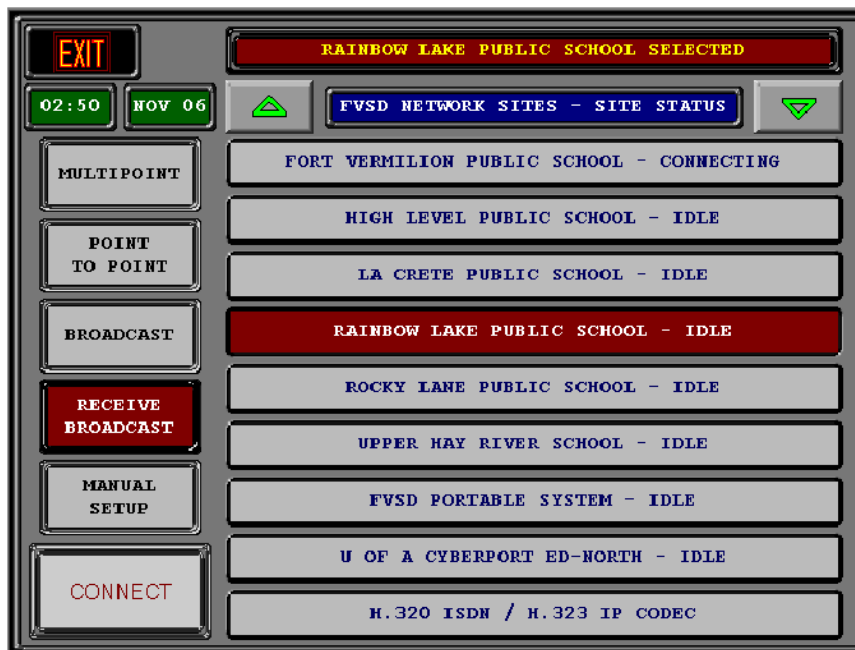 EXIT
RAINBOW LAKE PUBLIC SCHOOL SELECTED
02:50
NOV 06
FVSD NETWORK SITES - SITE STATUS
MULTIPOINT
POINT
TO POINT
BROADCAST
RECEIVE
BROADCAST
MANUAL
SETUP
CONNECT
FORT VERMILION PUBLIC SCHOOL - CONNECTING
HIGH LEVEL PUBLIC SCHOOL - IDLE
LA CRETE PUBLIC SCHOOL - IDLE
RAINBOW LAKE PUBLIC SCHOOL - IDLE
ROCKY LANE PUBLIC SCHOOL - IDLE
UPPER HAY RIVER SCHOOL - IDLE
FVSD PORTABLE SYSTEM - IDLE
U OF A CYBERPORT ED-NORTH - IDLE
H.320 ISDN / H.323 IP CODEC